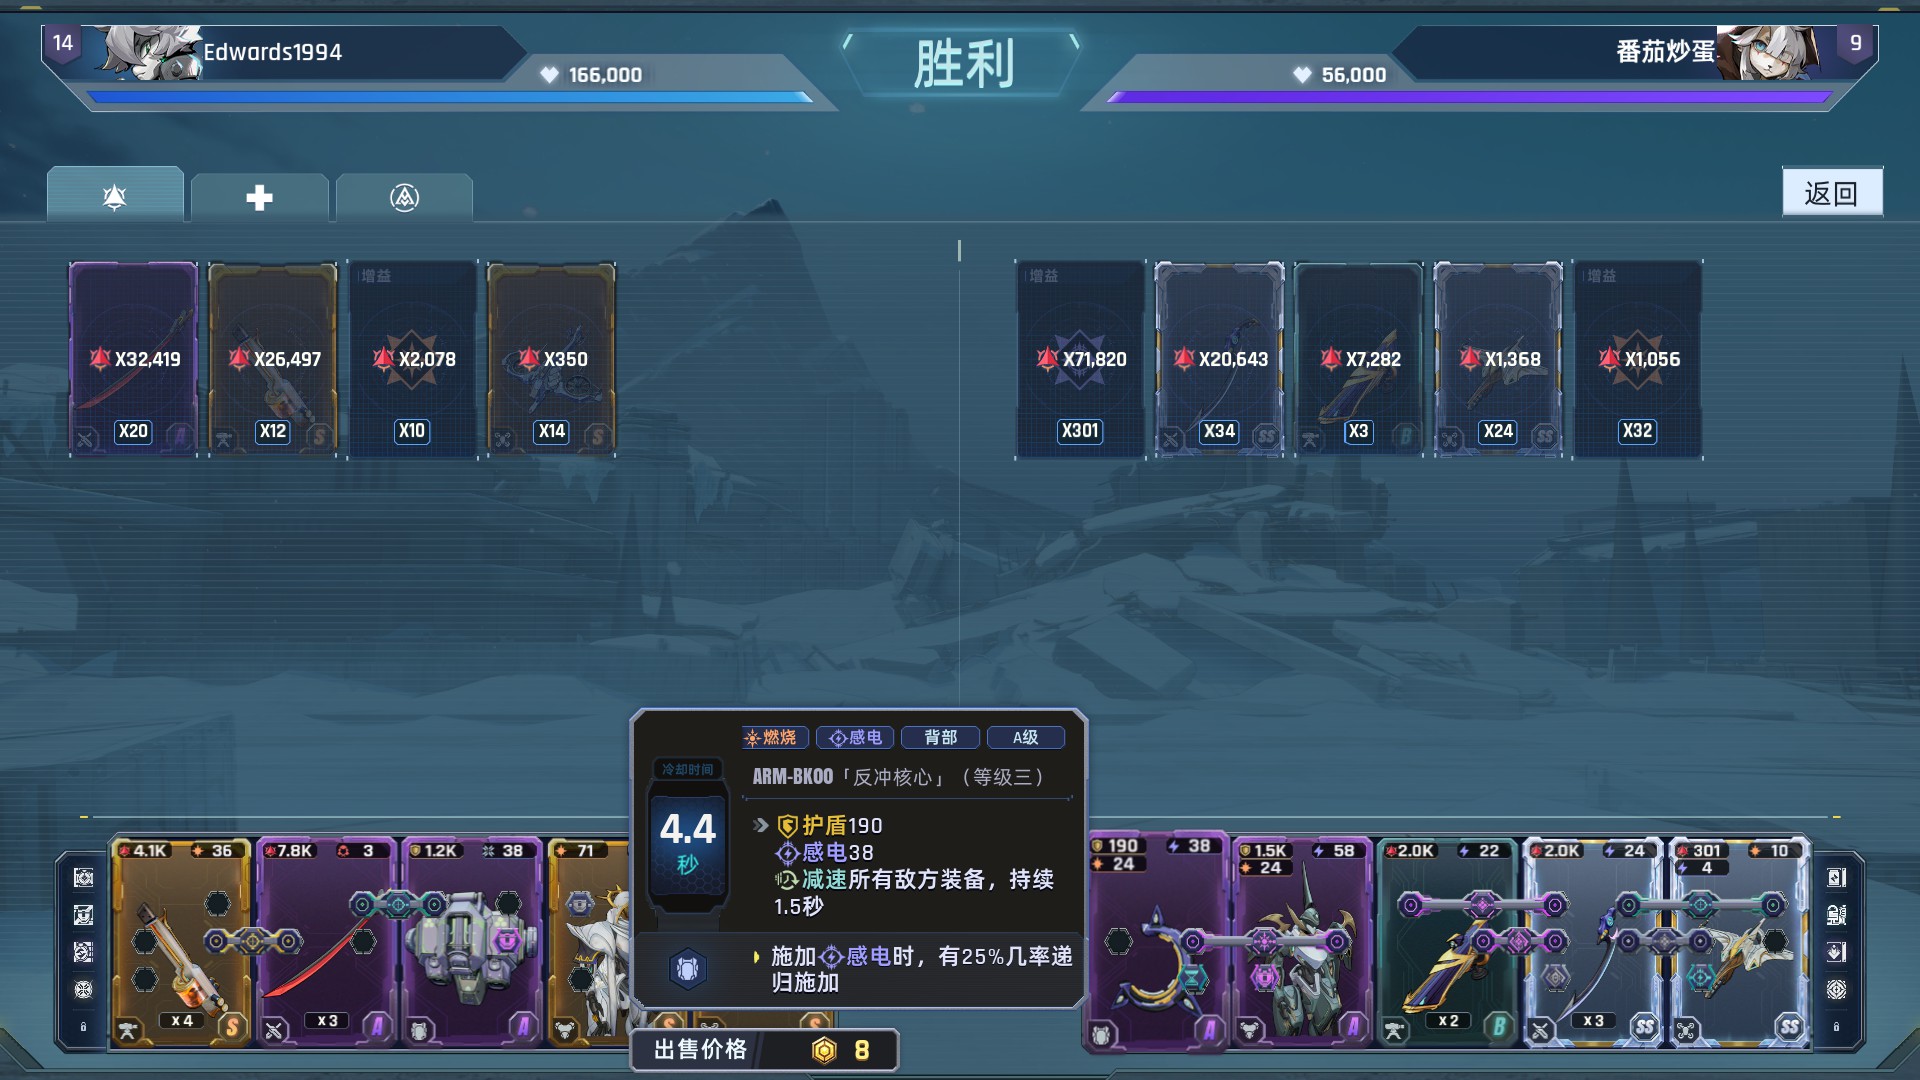 14
Edwards1994
166,000
胜利
56,000
番茄炒蛋
9
返回
X32,419
X20
A
X26,497
X12
S
增益
X2,078
X10
X350
X14
S
增益
X71,820
X301
X20,643
X34
SS
X7,282
X3
B
X1,368
X24
SS
增益
X1,056
X32
燃烧 感电 背部 A级
冷却时间
4.4
秒
ARM-BK00「反冲核心」（等级三）
护盾190
感电38
减速所有敌方装备，持续
1.5秒
施加感电时，有25%几率递
归施加
出售价格 8
4.1K 36
x4 S
7.8K 3
x3 A
1.2K 38
A
71
S
S
190 38
24
A
1.5K 58
24
A
2.0K 22
x2 B
2.0K 24
x3 SS
301 10
4
SS